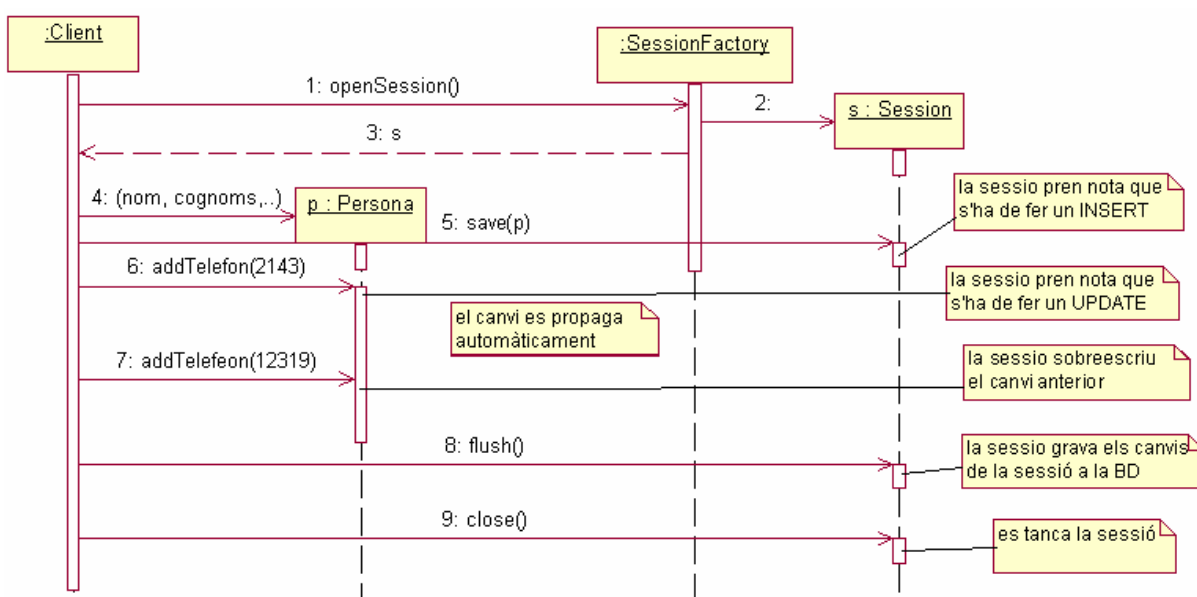 :Client
:SessionFactory
1: openSession()
2:
s : Session
3: s
4: (nom, cognoms,..)
p : Persona
5: save(p)
la sessio pren nota que
s'ha de fer un INSERT
6: addTelefon(2143)
la sessio pren nota que
s'ha de fer un UPDATE
el canvi es propaga
automàticament
7: addTelefeon(12319)
la sessio sobreescriu
el canvi anterior
8: flush()
la sessio grava els canvis
de la sessió a la BD
9: close()
es tanca la sessió